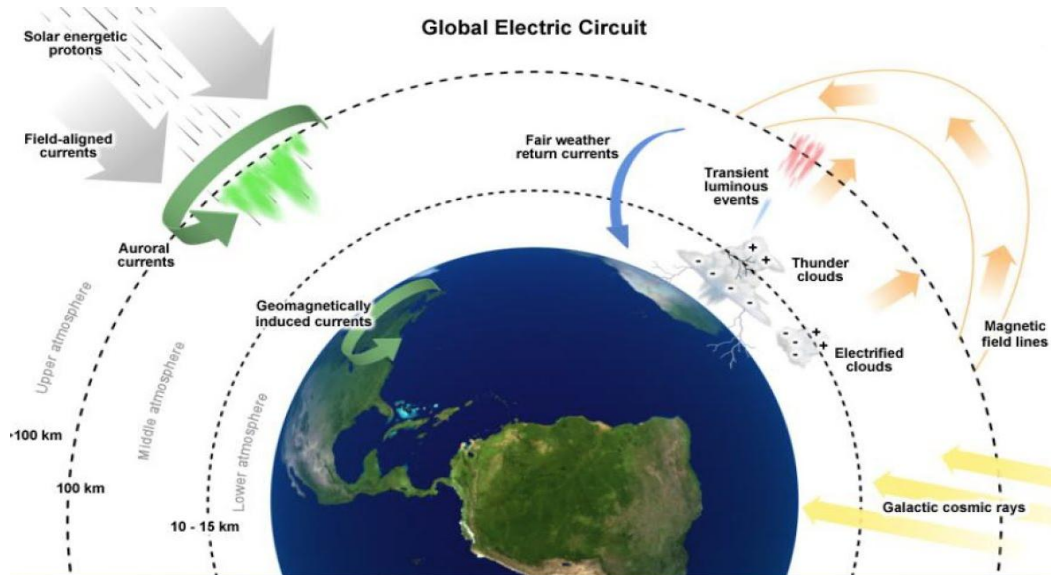 Global Electric Circuit
Solar energetic
protons
Field-aligned
currents
Auroral
currents
Fair weather
return currents
Transient
luminous
events
Thunder
clouds
Electrified
clouds
Magnetic
field lines
Geomagnetically
induced currents
Upper atmosphere
Middle atmosphere
Lower atmosphere
>100 km
100 km
10 - 15 km
Galactic cosmic rays